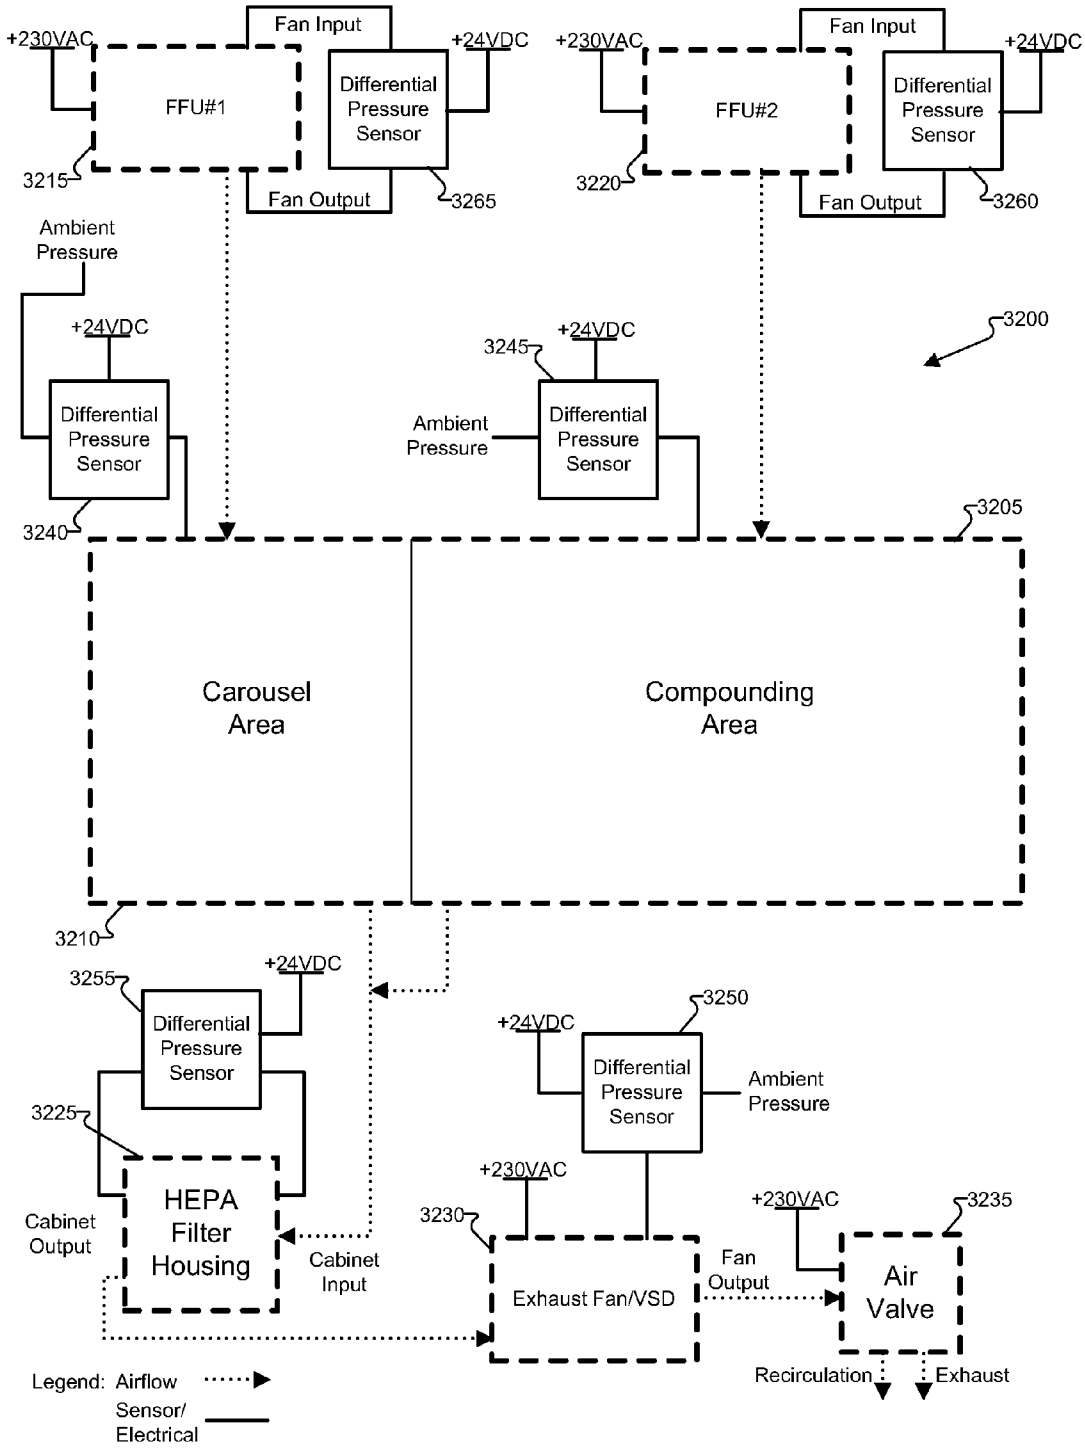 Fan Input
+230VAC
+24VDC
FFU#1
Differential
Pressure
Sensor
3215
Fan Output
3265
Fan Input
+230VAC
+24VDC
FFU#2
Differential
Pressure
Sensor
3220
Fan Output
3260
Ambient
Pressure
+24VDC
Differential
Pressure
Sensor
3240
3245
+24VDC
Ambient
Pressure
Differential
Pressure
Sensor
3200
3205
Carousel
Area
Compounding
Area
3210
3255
+24VDC
Differential
Pressure
Sensor
3225
HEPA
Filter
Housing
Cabinet
Output
Cabinet
Input
3250
+24VDC
Differential
Pressure
Sensor
Ambient
Pressure
+230VAC
3230
Exhaust Fan/VSD
Fan
Output
+230VAC
3235
Air
Valve
Recirculation
Exhaust
Legend: Airflow
Sensor/
Electrical